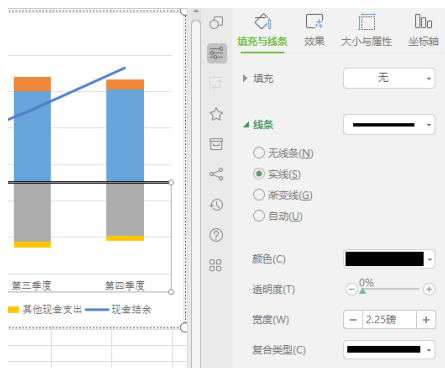 填充与线条 效果 大小与属性 坐标轴
填充 无
线条
无线条(N)
实线(S)
渐变线(G)
自动(U)
颜色(C)
透明度(T) 0%
宽度(W) 2.25磅
复合类型(C)
第三季度 第四季度
其他现金支出 现金结余